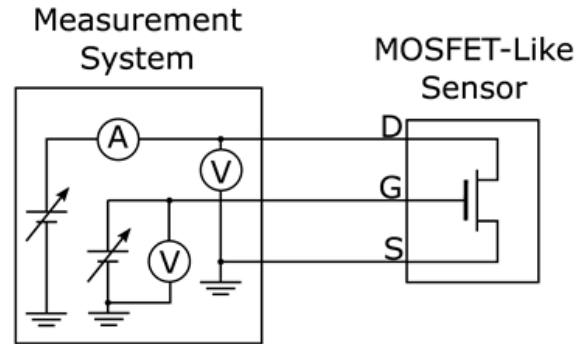 Measurement
System
MOSFET-Like
Sensor
A
D
V
G
V
S